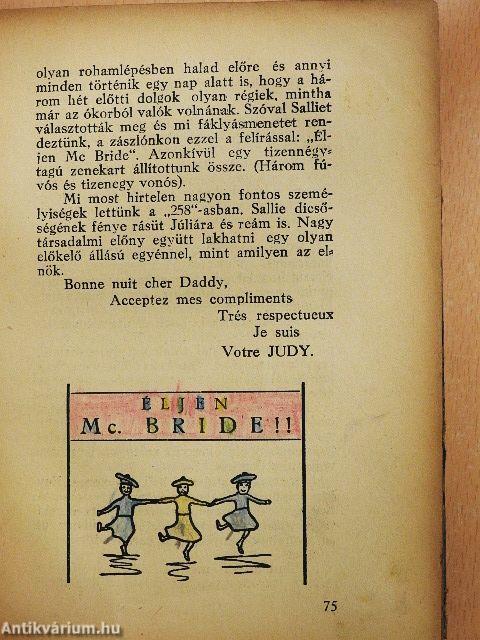 olyan rohamlépésben halad előre és annyi
minden történik egy nap alatt is, hogy a há-
rom hét előtti dolgok olyan régiek, mintha
már az ókorból valók volnának. Szóval Salliet
választották meg és mi fáklyásmenetet ren-
deztünk, a zászlónkon ezzel a felírással: „Él-
jen Mc Bride“. Azonkívül egy tizennégy-
tagú zenekart állítottunk össze. (Három fu-
vós és tizenegy vonós).
Mi most hirtelen nagyon fontos szemé-
lyiségek lettünk a „258“-asban. Sallie dicső-
ségének fénye rásüt Júliára és reám is. Nagy
társadalmi előny együtt lakhatni egy olyan
előkelő állású egyénnel, mint amilyen az el-
nök.
Bonne nuit cher Daddy,
Acceptez mes compliments
Trés respectueux
Je suis
Votre JUDY.
ÉLJEN
Mc. BRIDE!!
75
Antikvárium.hu